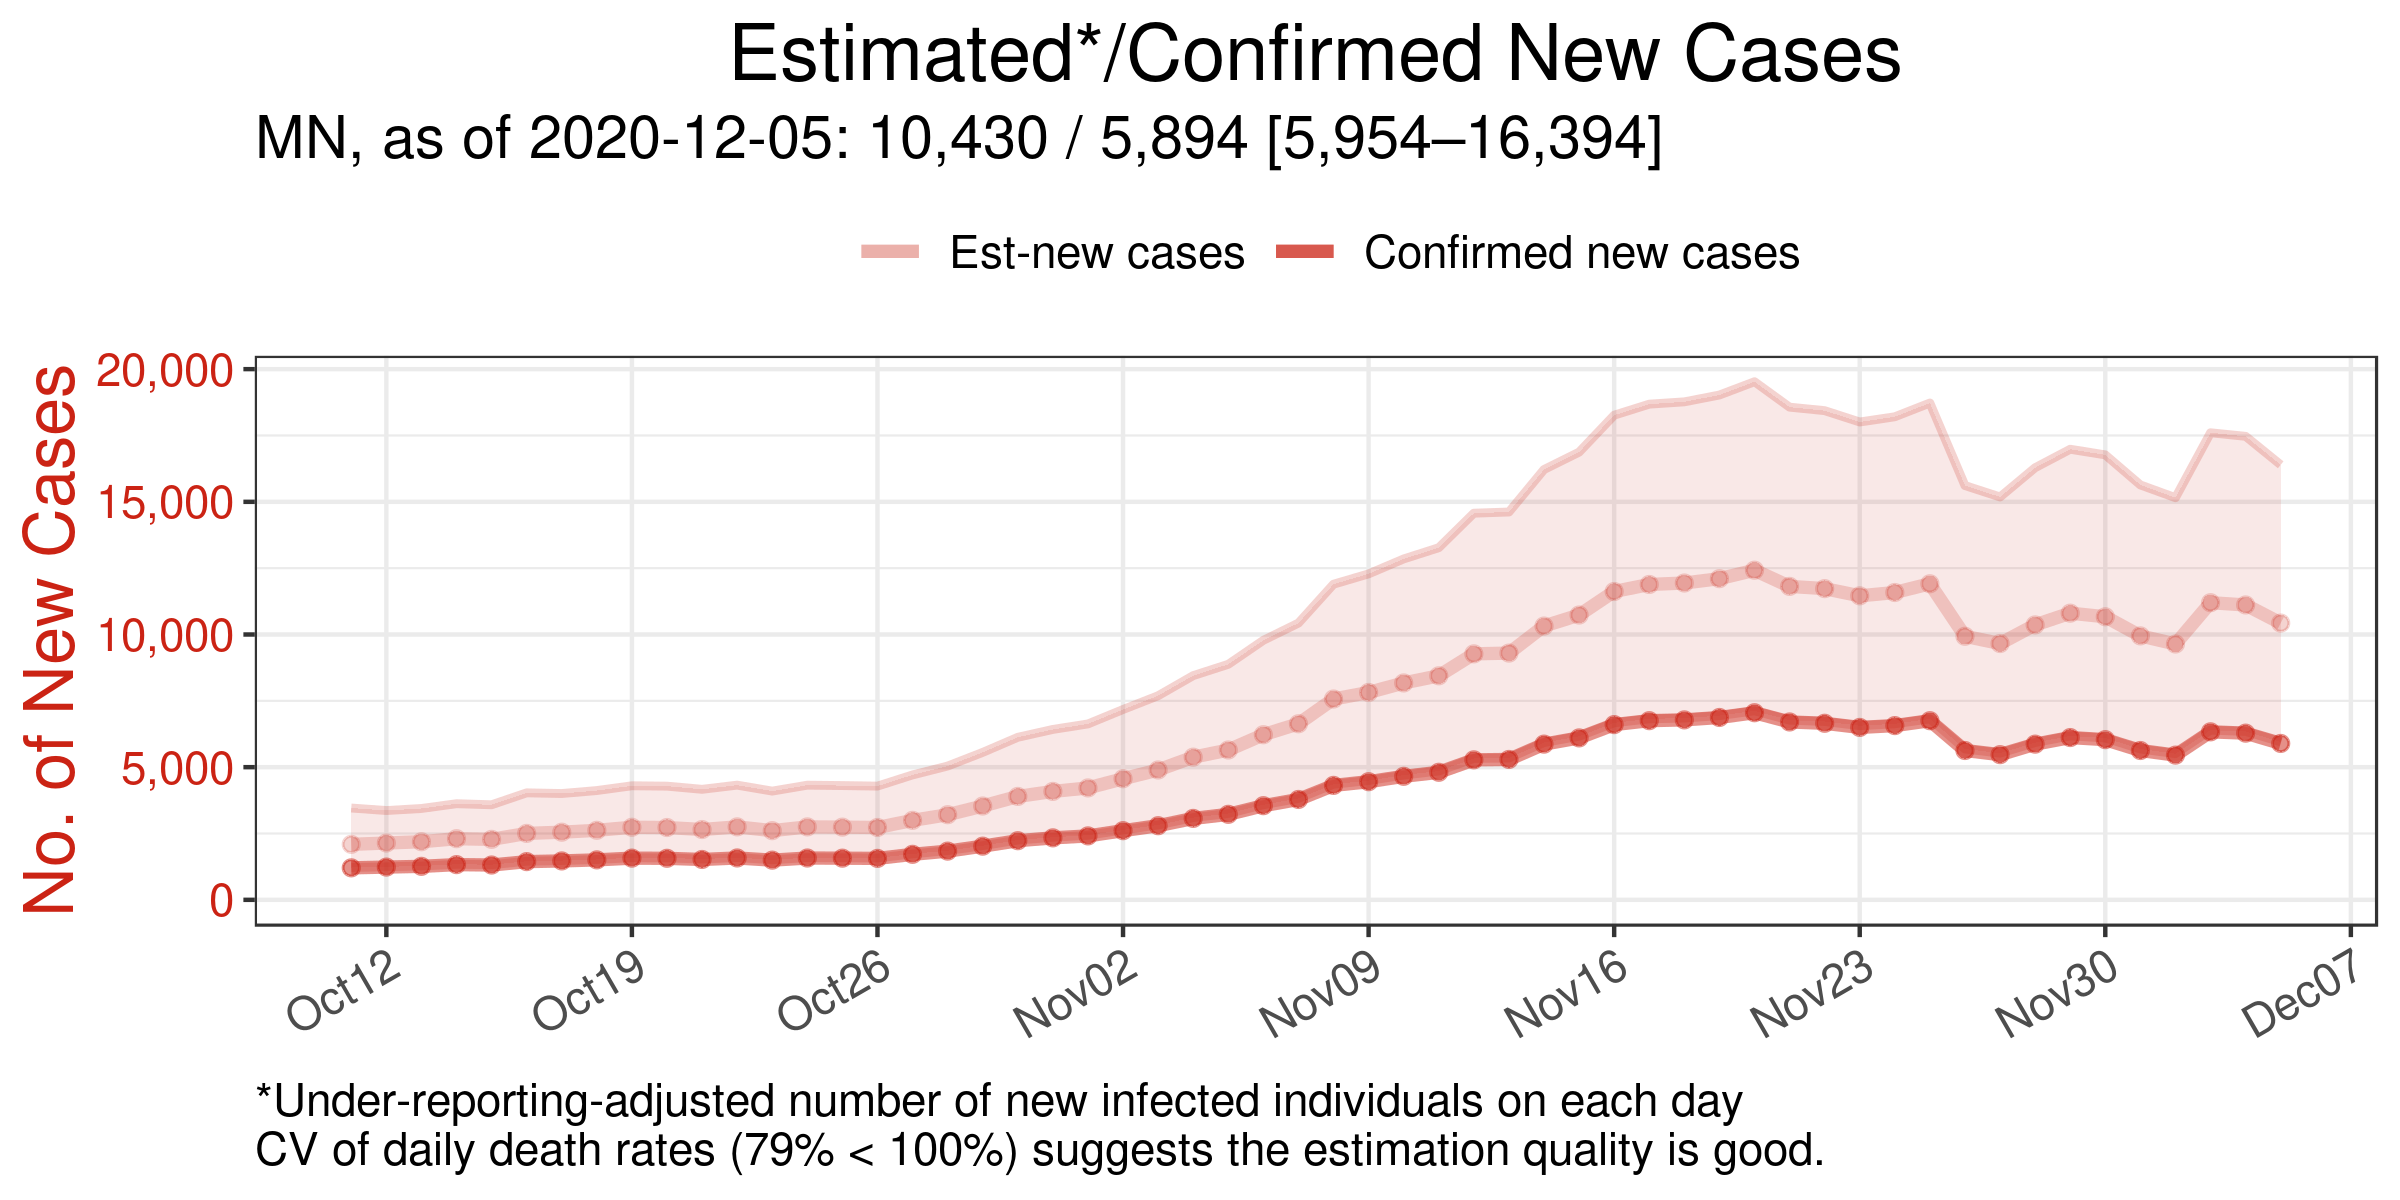 Estimated*/Confirmed New Cases
MN, as of 2020-12-05: 10,430 / 5,894 [5,954–16,394]
Est-new cases
Confirmed new cases
No. of New Cases
20,000
15,000
10,000
5,000
0
Oct12
Oct19
Oct26
Nov02
Nov09
Nov16
Nov23
Nov30
Dec07
*Under-reporting-adjusted number of new infected individuals on each day
CV of daily death rates (79% < 100%) suggests the estimation quality is good.